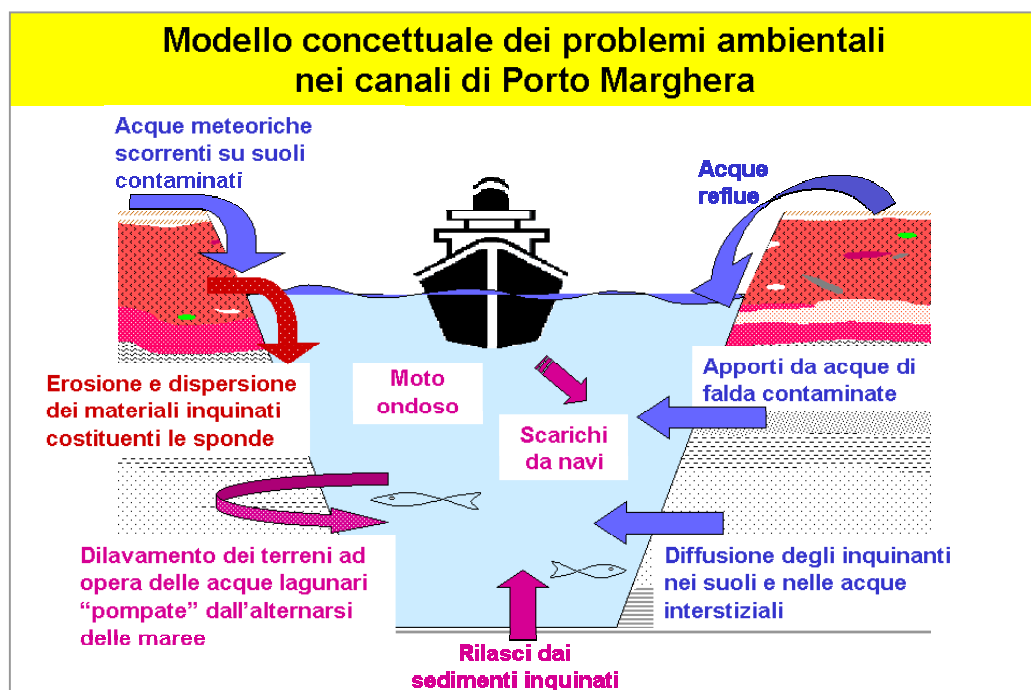 Modello concettuale dei problemi ambientali
nei canali di Porto Marghera
Acque meteoriche
scorrenti su suoli
contaminati
Acque
reflue
Erosione e dispersione
dei materiali inquinati
costituenti le sponde
Moto
ondoso
Scarichi
da navi
Apporti da acque di
falda contaminate
Dilavamento dei terreni ad
opera delle acque lagunari
“pompate” dall'alternarsi
delle maree
Diffusione degli inquinanti
nei suoli e nelle acque
interstiziali
Rilasci dai
sedimenti inquinati